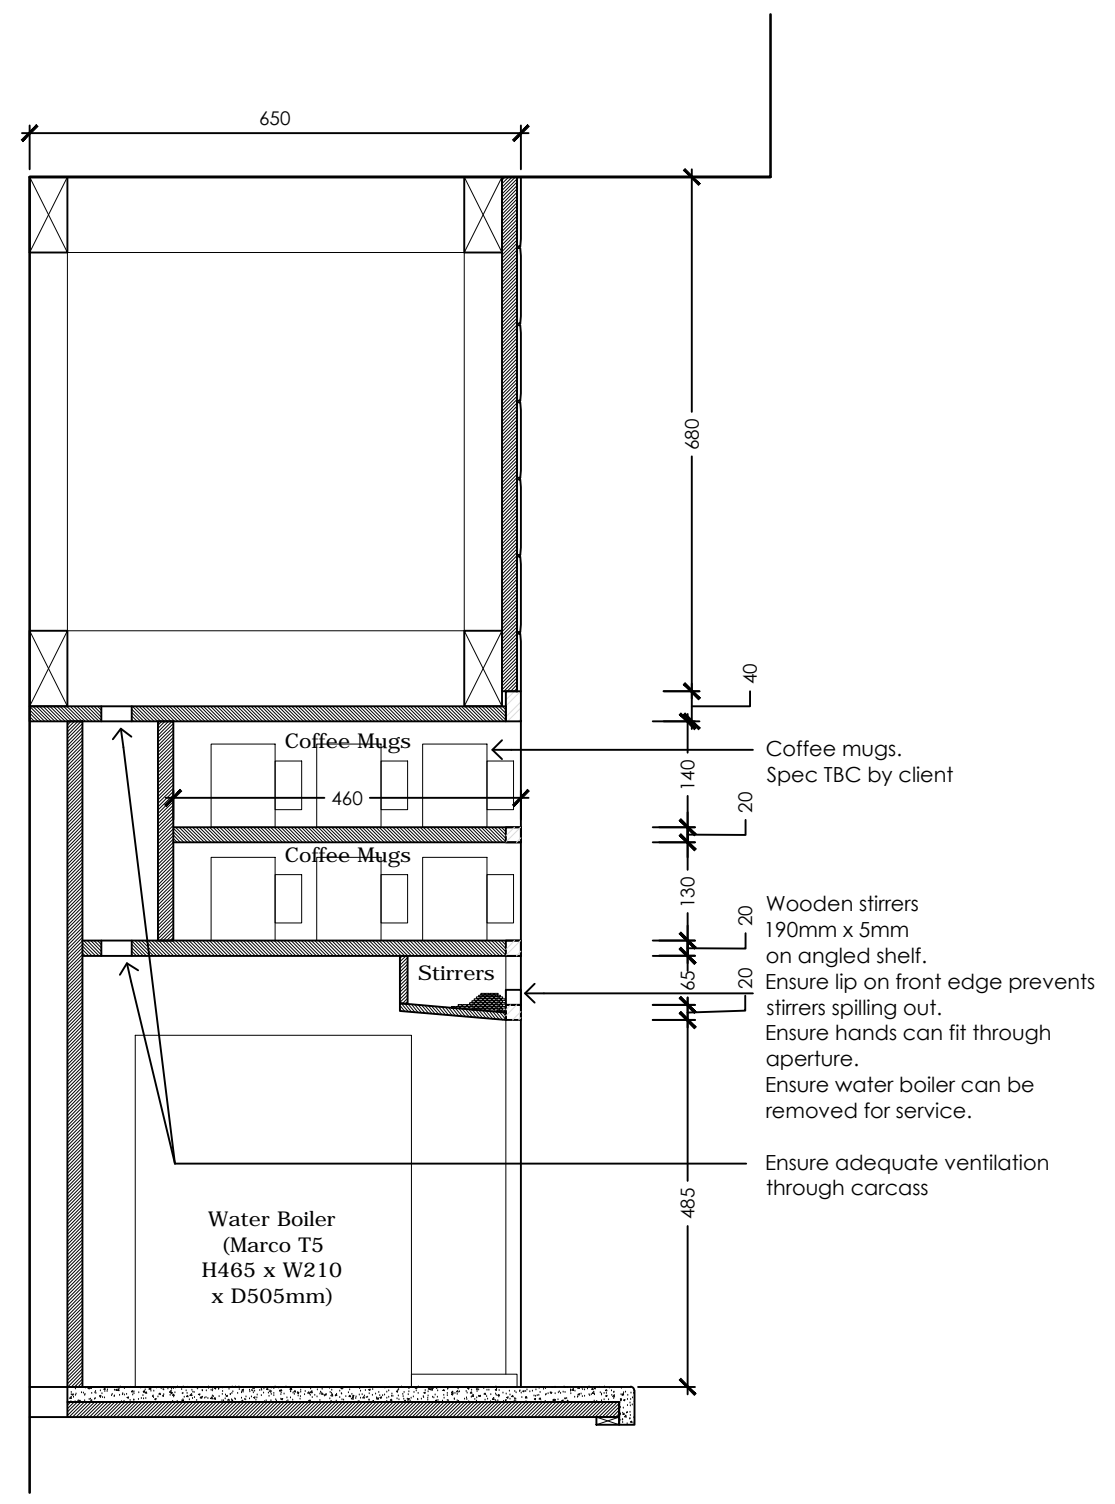 650
680
40
Coffee Mugs
Coffee mugs.
Spec TBC by client
140
460
20
Coffee Mugs
130
Wooden stirrers
190mm x 5mm
on angled shelf.
Ensure lip on front edge prevents
stirrers spilling out.
Ensure hands can fit through
aperture.
Ensure water boiler can be
removed for service.
20
Stirrers
65
20
Ensure adequate ventilation
through carcass
485
Water Boiler
(Marco T5
H465 x W210
x D505mm)